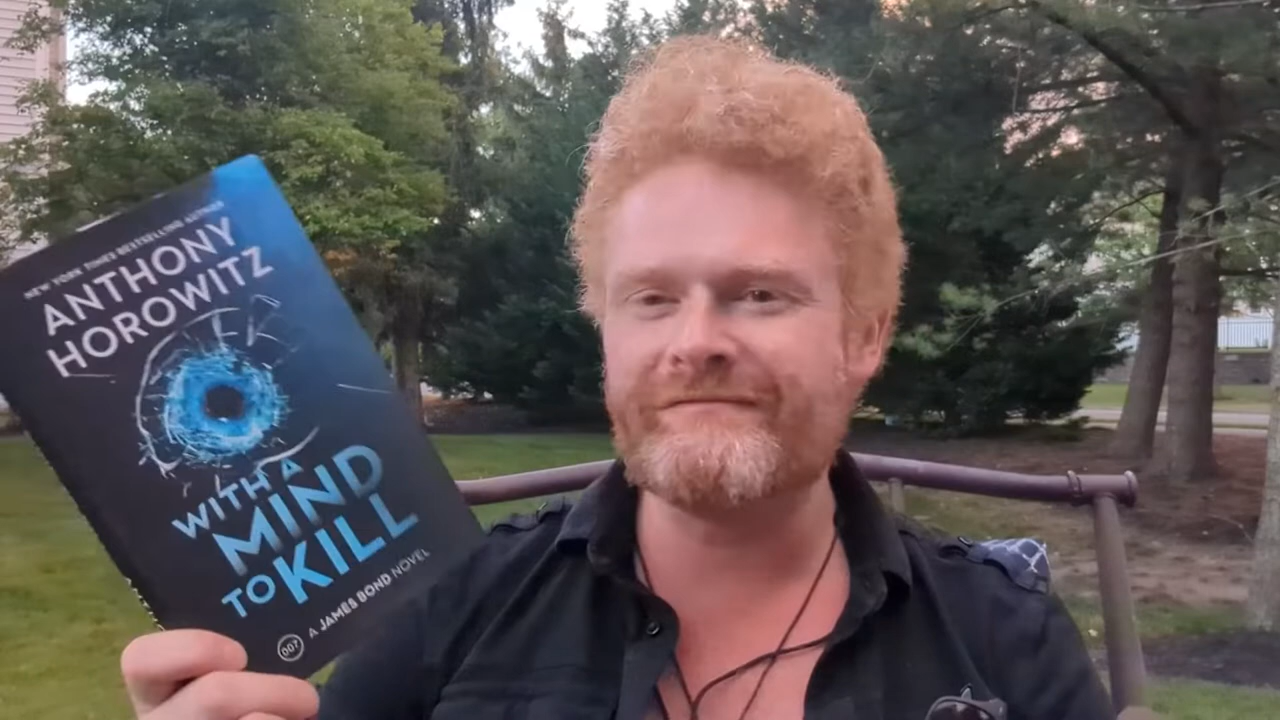 NEW YORK TIMES BESTSELLING AUTHOR
ANTHONY
HOROWITZ
WITH A
MIND
TO KILL
007 A JAMES BOND NOVEL